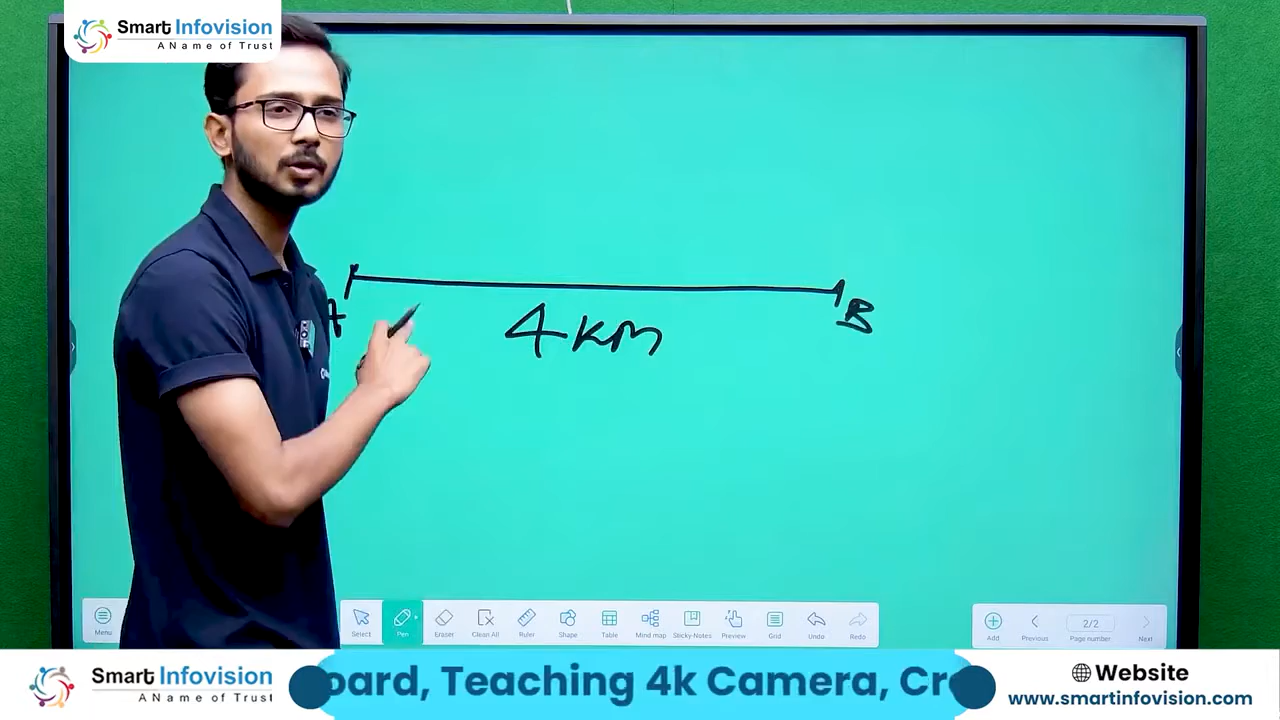 Smart Infovision
A Name of Trust
A
B
4km
Menu
Select
Pen
Eraser
Clean All
Ruler
Shape
Table
Mind map
Sticky-Notes
Preview
Grid
Undo
Redo
Add
Previous
2/2
Page number
Next
Smart Infovision
A Name of Trust
oard, Teaching 4k Camera, Cr
Website
www.smartinfovision.com